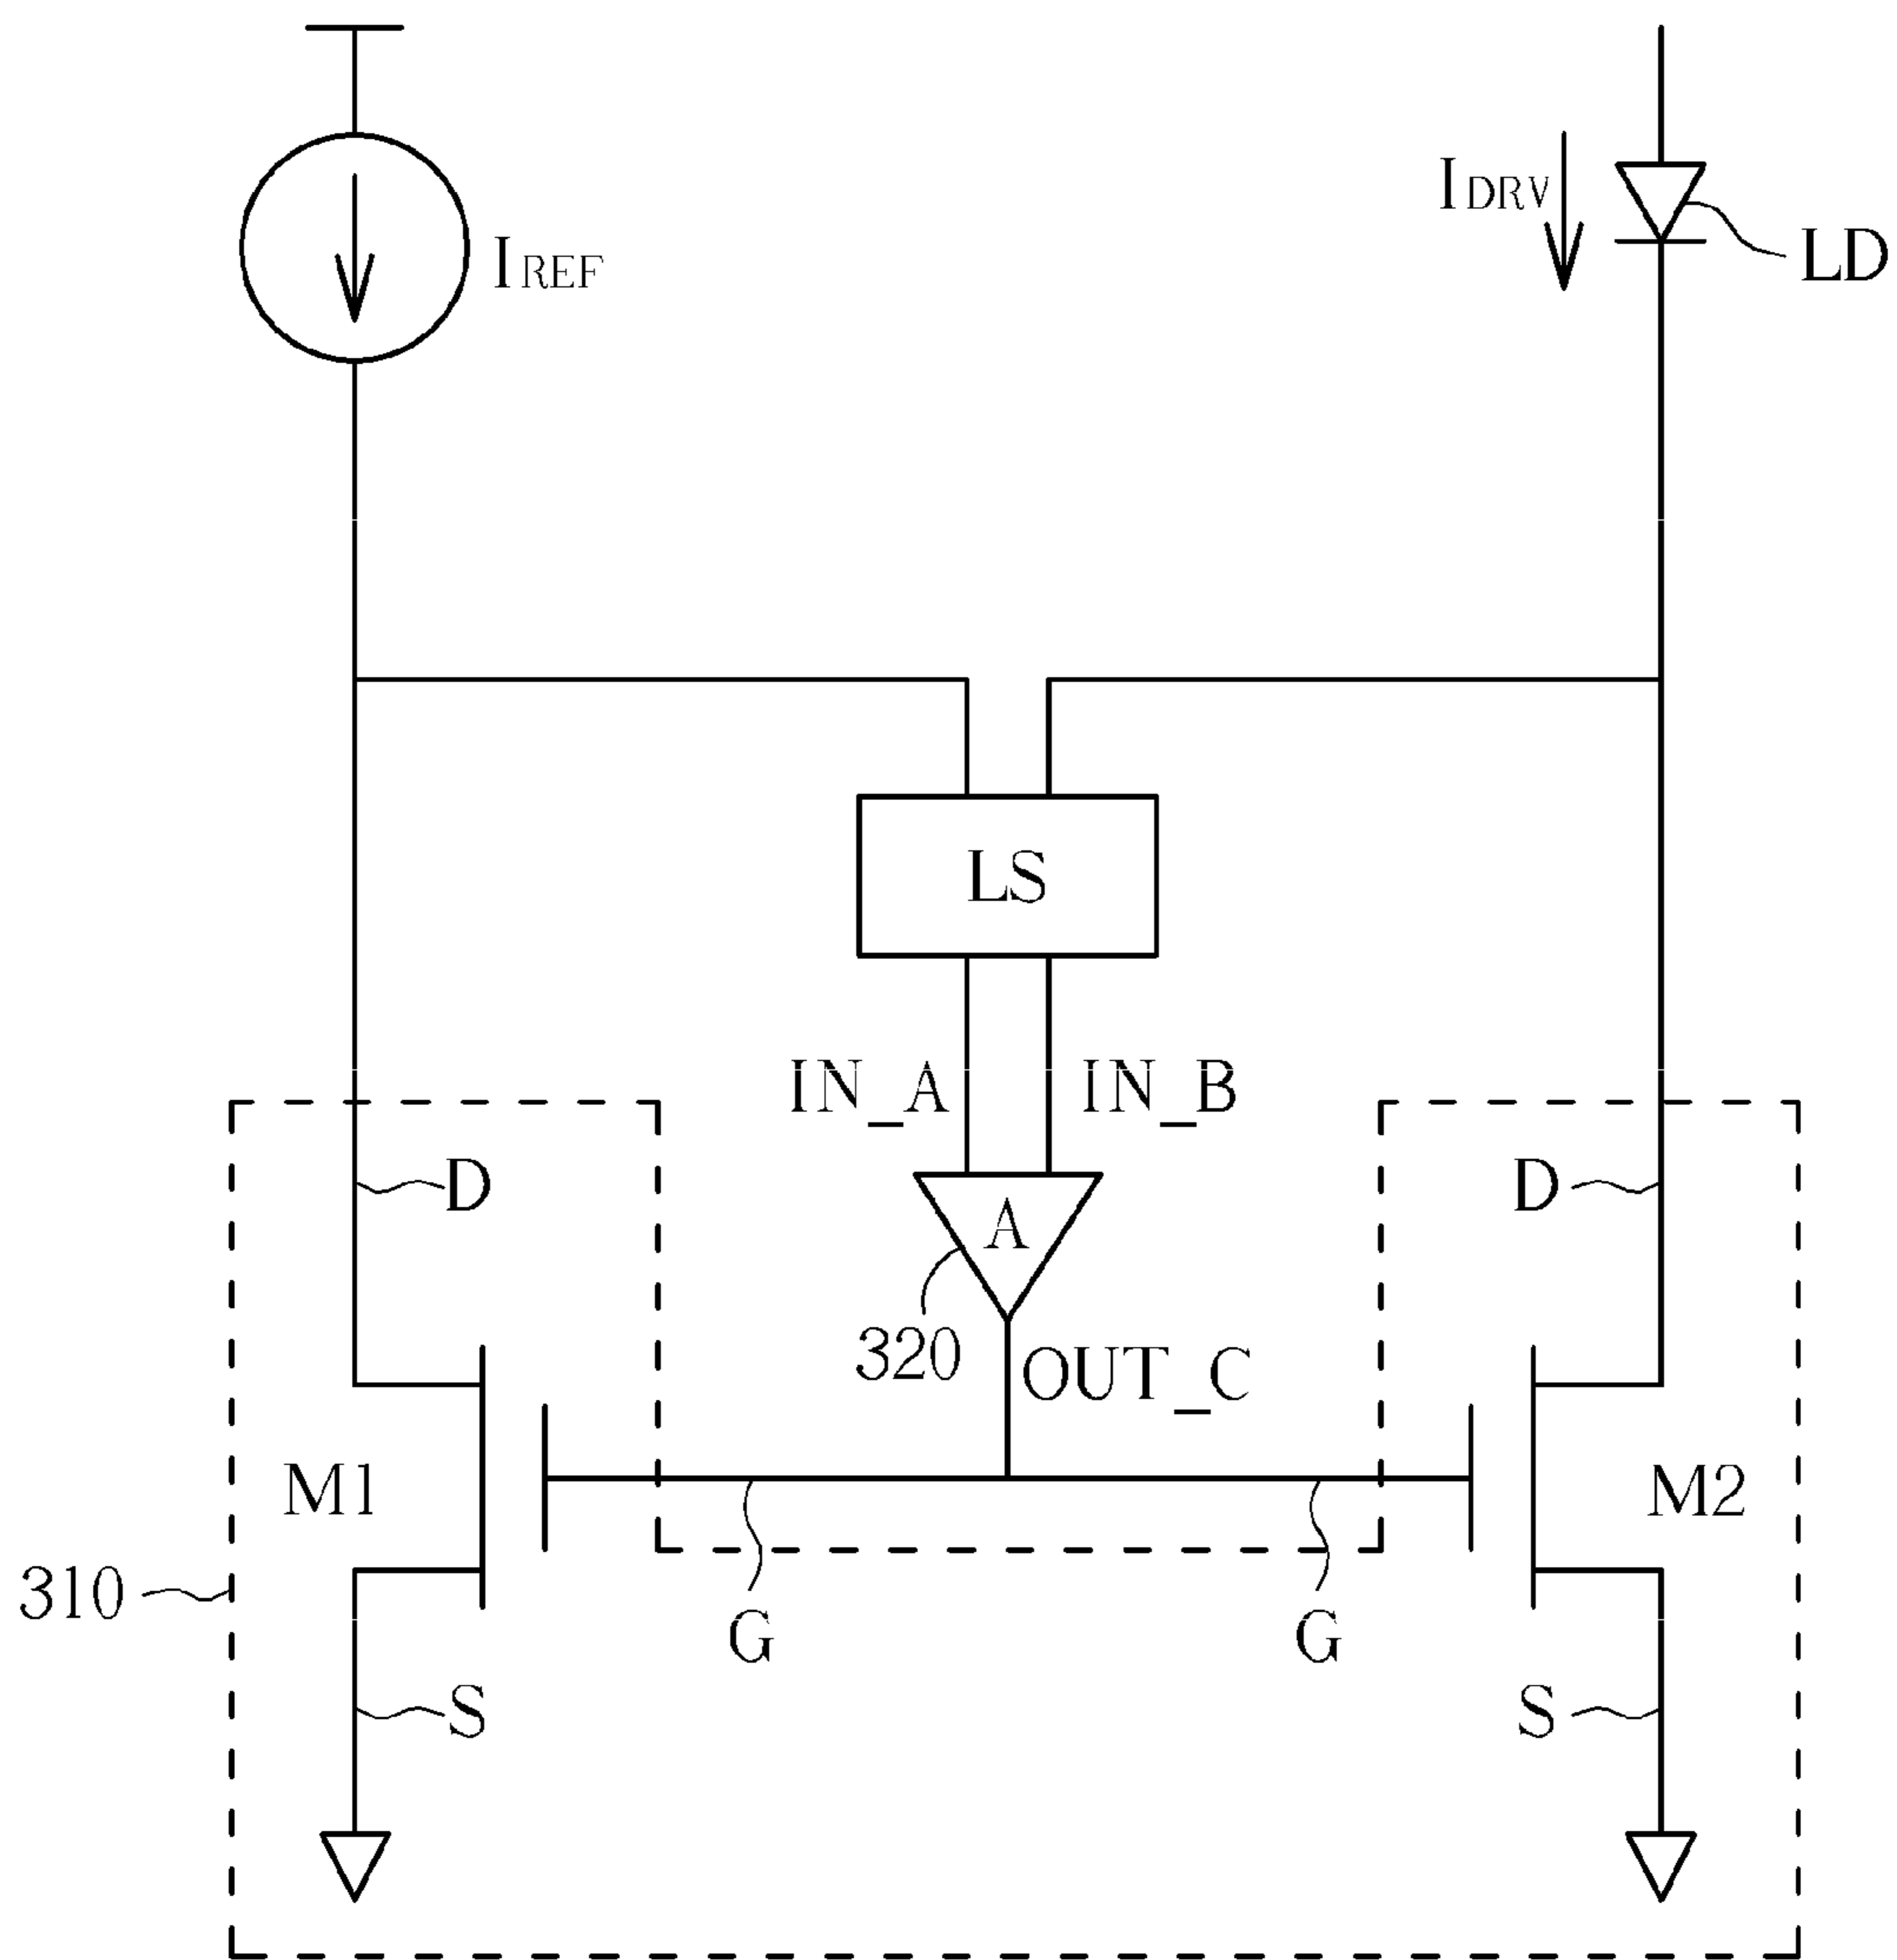 IREF
IDRV
LD
LS
IN_A
IN_B
D
D
A
320
OUT_C
M1
M2
310
G
G
S
S